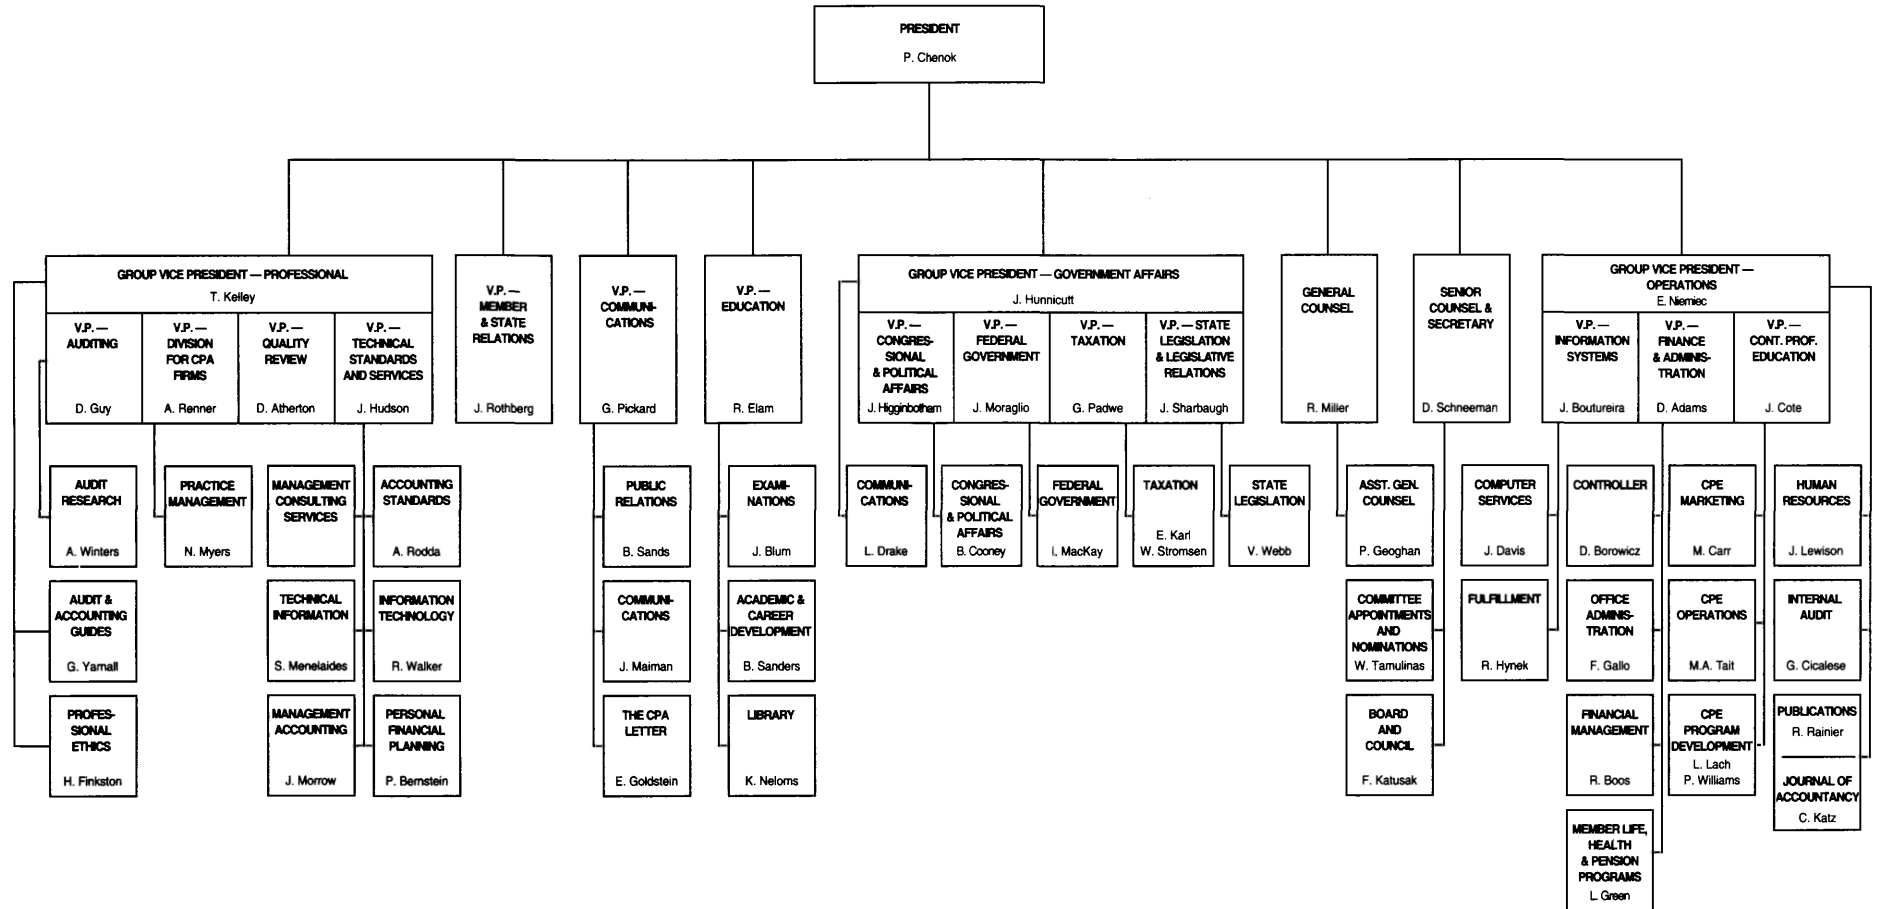 PRESIDENT
P. Chenok
GROUP VICE PRESIDENT — PROFESSIONAL
T. Kelley
V.P. —
AUDITING
D. Guy
V.P. —
DIVISION
FOR CPA
FIRMS
A. Renner
V.P. —
QUALITY
REVIEW
D. Atherton
V.P. —
TECHNICAL
STANDARDS
AND SERVICES
J. Hudson
V.P. —
MEMBER
& STATE
RELATIONS
J. Rothberg
V.P. —
COMMUNI-
CATIONS
G. Pickard
V.P. —
EDUCATION
R. Elam
GROUP VICE PRESIDENT — GOVERNMENT AFFAIRS
J. Hunnicutt
V.P. —
CONGRES-
SIONAL
& POLITICAL
AFFAIRS
J. Higginbotham
V.P. —
FEDERAL
GOVERNMENT
J. Moraglio
V.P. —
TAXATION
G. Padwe
V.P. — STATE
LEGISLATION
& LEGISLATIVE
RELATIONS
J. Sharbaugh
GENERAL
COUNSEL
R. Miller
SENIOR
COUNSEL &
SECRETARY
D. Schneeman
GROUP VICE PRESIDENT —
OPERATIONS
E. Niemiec
V.P. —
INFORMATION
SYSTEMS
J. Boutureira
V.P. —
FINANCE
& ADMINIS-
TRATION
D. Adams
V.P. —
CONT. PROF.
EDUCATION
J. Cote
AUDIT
RESEARCH
A. Winters
PRACTICE
MANAGEMENT
N. Myers
MANAGEMENT
CONSULTING
SERVICES
ACCOUNTING
STANDARDS
A. Rodda
PUBLIC
RELATIONS
B. Sands
EXAMI-
NATIONS
J. Blum
COMMUNI-
CATIONS
L. Drake
CONGRES-
SIONAL
& POLITICAL
AFFAIRS
B. Cooney
FEDERAL
GOVERNMENT
I. MacKay
TAXATION
E. Karl
W. Stromsen
STATE
LEGISLATION
V. Webb
ASST. GEN.
COUNSEL
P. Geoghan
COMPUTER
SERVICES
J. Davis
CONTROLLER
D. Borowicz
CPE
MARKETING
M. Carr
HUMAN
RESOURCES
J. Lewison
AUDIT &
ACCOUNTING
GUIDES
G. Yarnall
TECHNICAL
INFORMATION
S. Menelaides
INFORMATION
TECHNOLOGY
R. Walker
COMMUNI-
CATIONS
J. Maiman
ACADEMIC &
CAREER
DEVELOPMENT
B. Sanders
COMMITTEE
APPOINTMENTS
AND
NOMINATIONS
W. Tamulinas
FULFILLMENT
R. Hynek
OFFICE
ADMINIS-
TRATION
F. Gallo
CPE
OPERATIONS
M.A. Tait
INTERNAL
AUDIT
G. Cicalese
PROFES-
SIONAL
ETHICS
H. Finkston
MANAGEMENT
ACCOUNTING
J. Morrow
PERSONAL
FINANCIAL
PLANNING
P. Bernstein
THE CPA
LETTER
E. Goldstein
LIBRARY
K. Neloms
BOARD
AND
COUNCIL
F. Katusak
FINANCIAL
MANAGEMENT
R. Boos
CPE
PROGRAM
DEVELOPMENT
L. Lach
P. Williams
PUBLICATIONS
R. Rainier
JOURNAL OF
ACCOUNTANCY
C. Katz
MEMBER LIFE,
HEALTH
& PENSION
PROGRAMS
L. Green